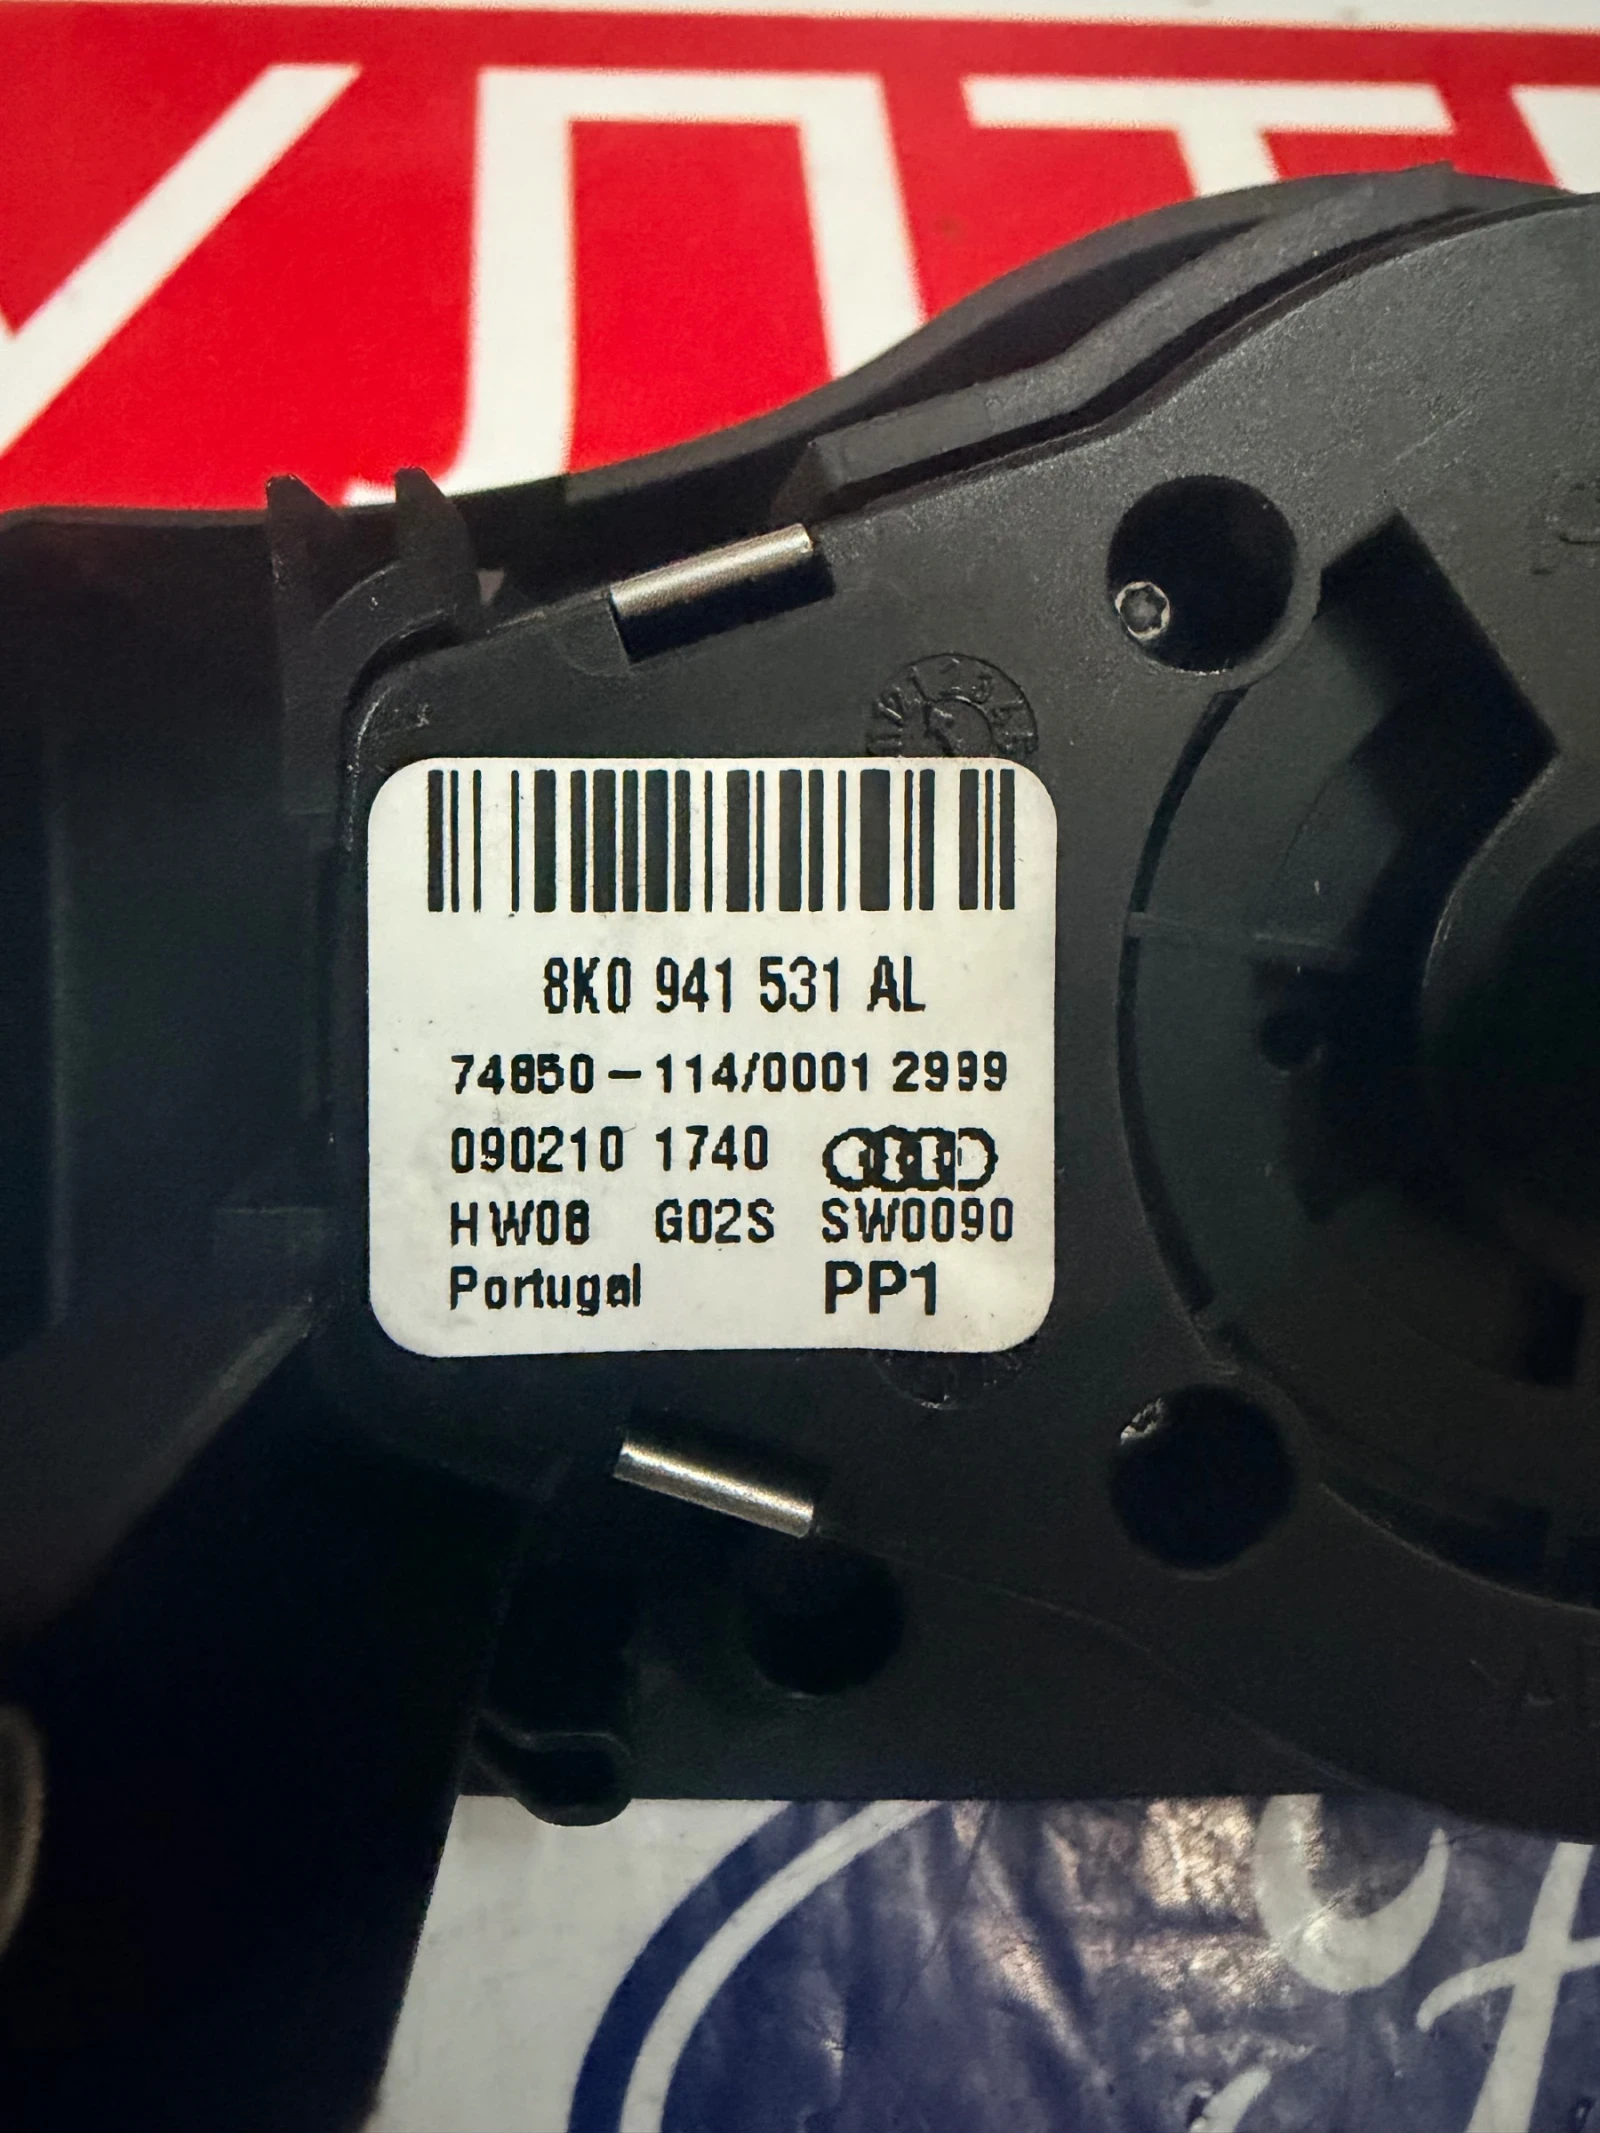 8K0 941 531 AL
74850-114/0001 2999
090210 1740
HW08 G02S SW0090
Portugal PP1